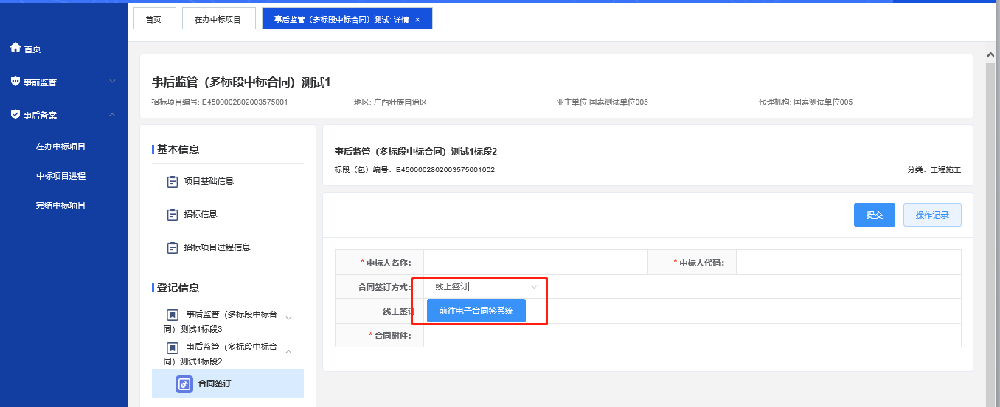 首页
在办中标项目
事后监管（多标段中标合同）测试1详情 ×
首页
事前监管
事后备案
在办中标项目
中标项目进程
完结中标项目
事后监管（多标段中标合同）测试1
招标项目编号: E4500002802003575001
地区: 广西壮族自治区
业主单位:国泰测试单位005
代理机构: 国泰测试单位005
基本信息
项目基础信息
招标信息
招标项目过程信息
登记信息
事后监管（多标段中标合
同）测试1标段3
事后监管（多标段中标合
同）测试1标段2
合同签订
事后监管（多标段中标合同）测试1标段2
标段（包）编号: E4500002802003575001002
分类: 工程施工
提交
操作记录
* 中标人名称: -
* 中标人代码: -
合同签订方式: 线上签订
线上签订 前往电子合同签系统
* 合同附件: